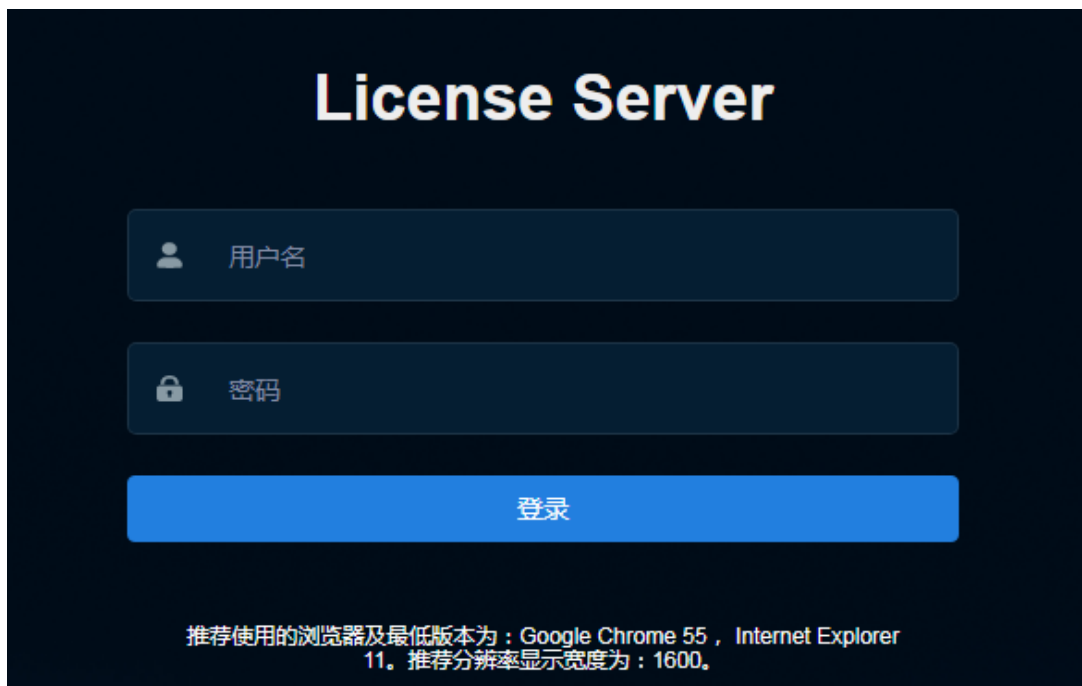 License Server
用户名
密码
登录
推荐使用的浏览器及最低版本为：Google Chrome 55， Internet Explorer
11。推荐分辨率显示宽度为：1600。